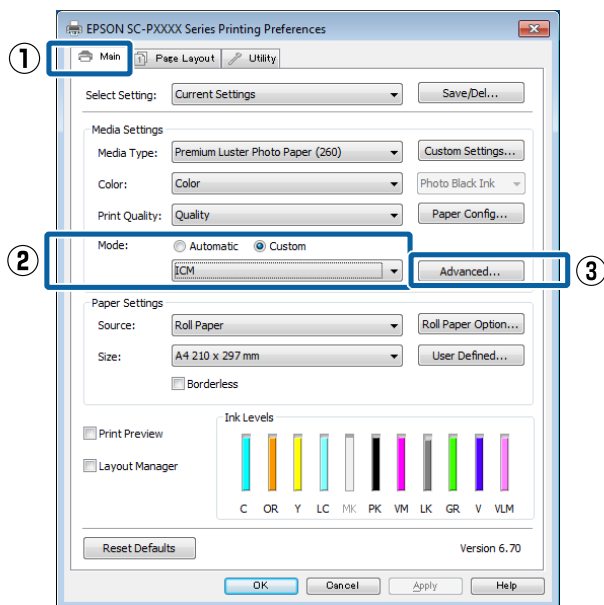 EPSON SC-PXXXX Series Printing Preferences
①
Main Page Layout Utility
Select Setting: Current Settings Save/Del...
Media Settings
Media Type: Premium Luster Photo Paper (260) Custom Settings...
Color: Color Photo Black Ink
Print Quality: Quality Paper Config...
Mode: Automatic Custom
②
ICM Advanced...
③
Paper Settings
Source: Roll Paper Roll Paper Option...
Size: A4 210 x 297 mm User Defined...
Borderless
Ink Levels
Print Preview
Layout Manager
C OR Y LC MK PK VM LK GR V VLM
Reset Defaults Version 6.70
OK Cancel Apply Help